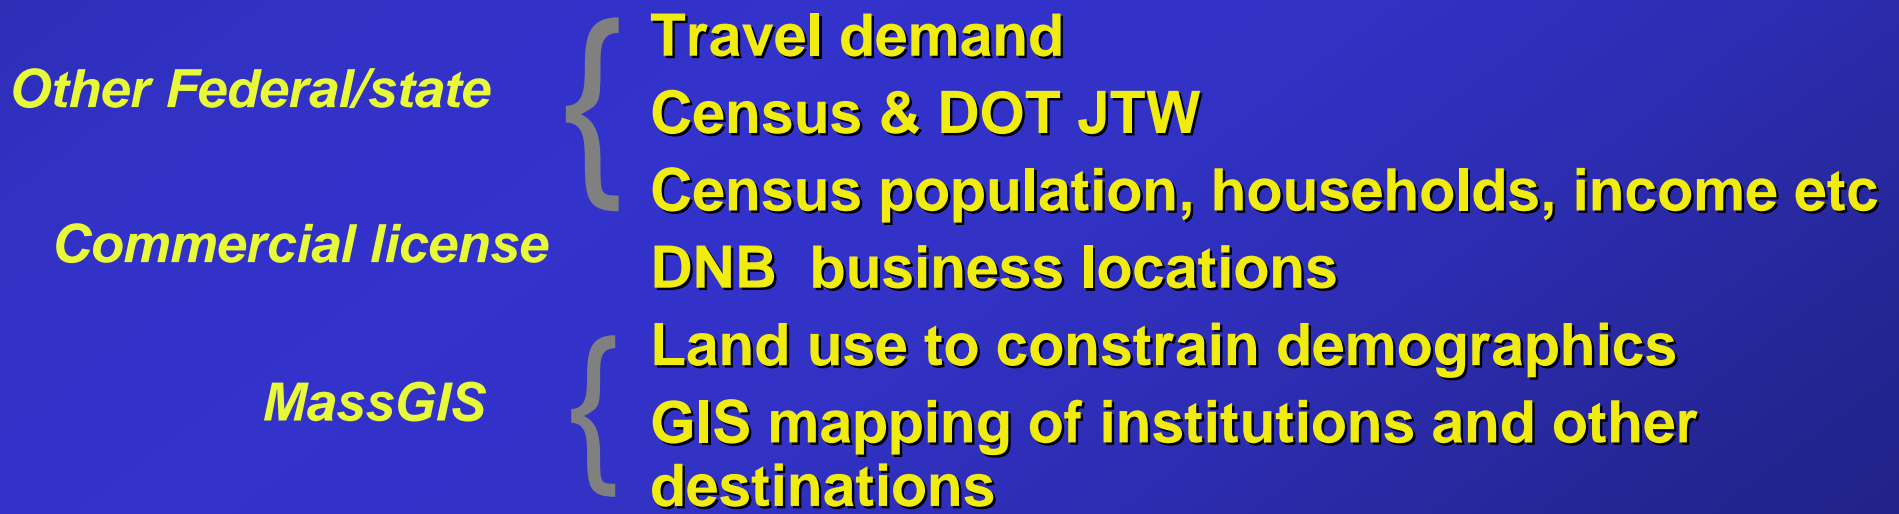 Travel demand
Other Federal/state
Census & DOT JTW
Census population, households, income etc
Commercial license
DNB  business locations
Land use to constrain demographics
MassGIS
GIS mapping of institutions and other
destinations